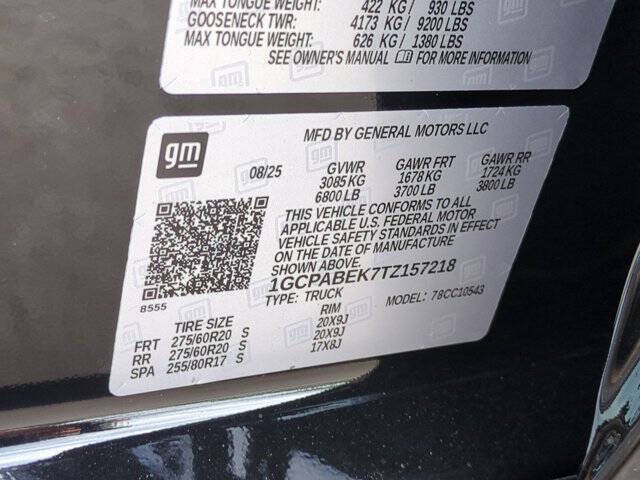 MAX TONGUE WEIGHT: 422 KG / 930 LBS
GOOSENECK TWR: 4173 KG / 9200 LBS
MAX TONGUE WEIGHT: 626 KG / 1380 LBS
SEE OWNER'S MANUAL FOR MORE INFORMATION
gm
MFD BY GENERAL MOTORS LLC
08/25 GVWR GAWR FRT GAWR RR
3085 KG 1678 KG 1724 KG
6800 LB 3700 LB 3800 LB
THIS VEHICLE CONFORMS TO ALL
APPLICABLE U.S. FEDERAL MOTOR
VEHICLE SAFETY STANDARDS IN EFFECT
ON THE DATE OF MANUFACTURE
SHOWN ABOVE
1GCPABEK7TZ157218
TYPE: TRUCK MODEL: 78CC10543
8555
TIRE SIZE RIM
FRT 275/60R20 S 20X9J
RR 275/60R20 S 20X9J
SPA 255/80R17 S 17X8J